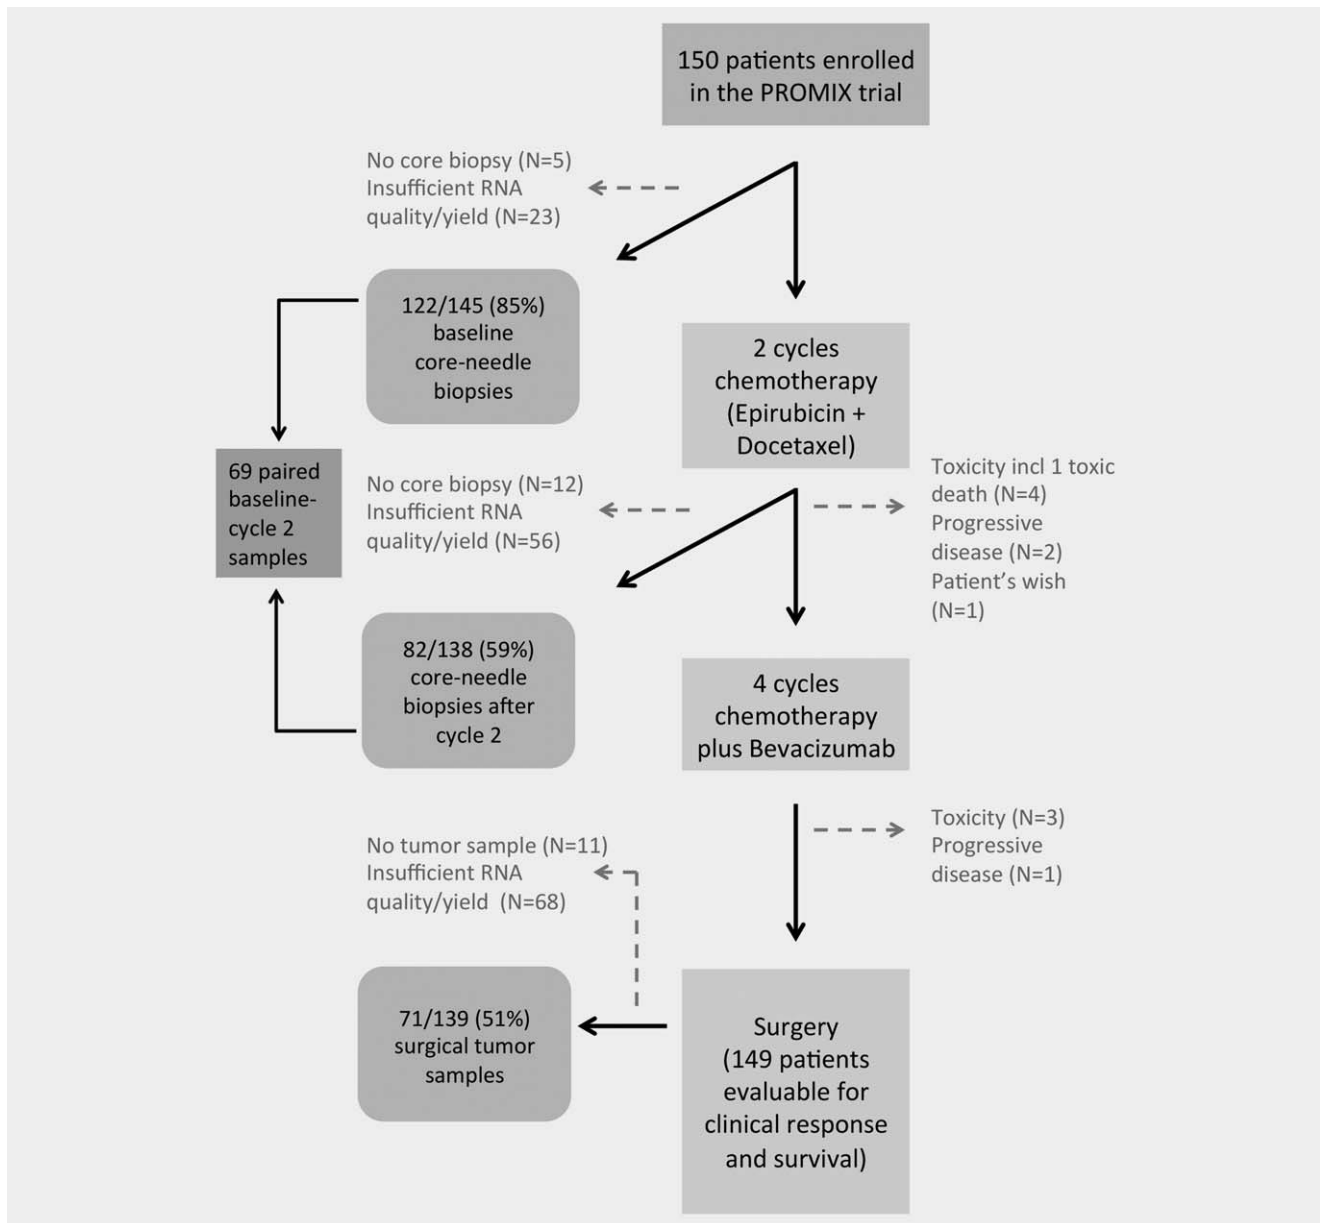 150 patients enrolled
in the PROMIX trial
No core biopsy (N=5)
Insufficient RNA
quality/yield (N=23)
122/145 (85%)
baseline
core-needle
biopsies
2 cycles
chemotherapy
(Epirubicin +
Docetaxel)
69 paired
baseline-
cycle 2
samples
No core biopsy (N=12)
Insufficient RNA
quality/yield (N=56)
Toxicity incl 1 toxic
death (N=4)
Progressive
disease (N=2)
Patient's wish
(N=1)
82/138 (59%)
core-needle
biopsies after
cycle 2
4 cycles
chemotherapy
plus Bevacizumab
No tumor sample (N=11)
Insufficient RNA
quality/yield (N=68)
Toxicity (N=3)
Progressive
disease (N=1)
71/139 (51%)
surgical tumor
samples
Surgery
(149 patients
evaluable for
clinical response
and survival)